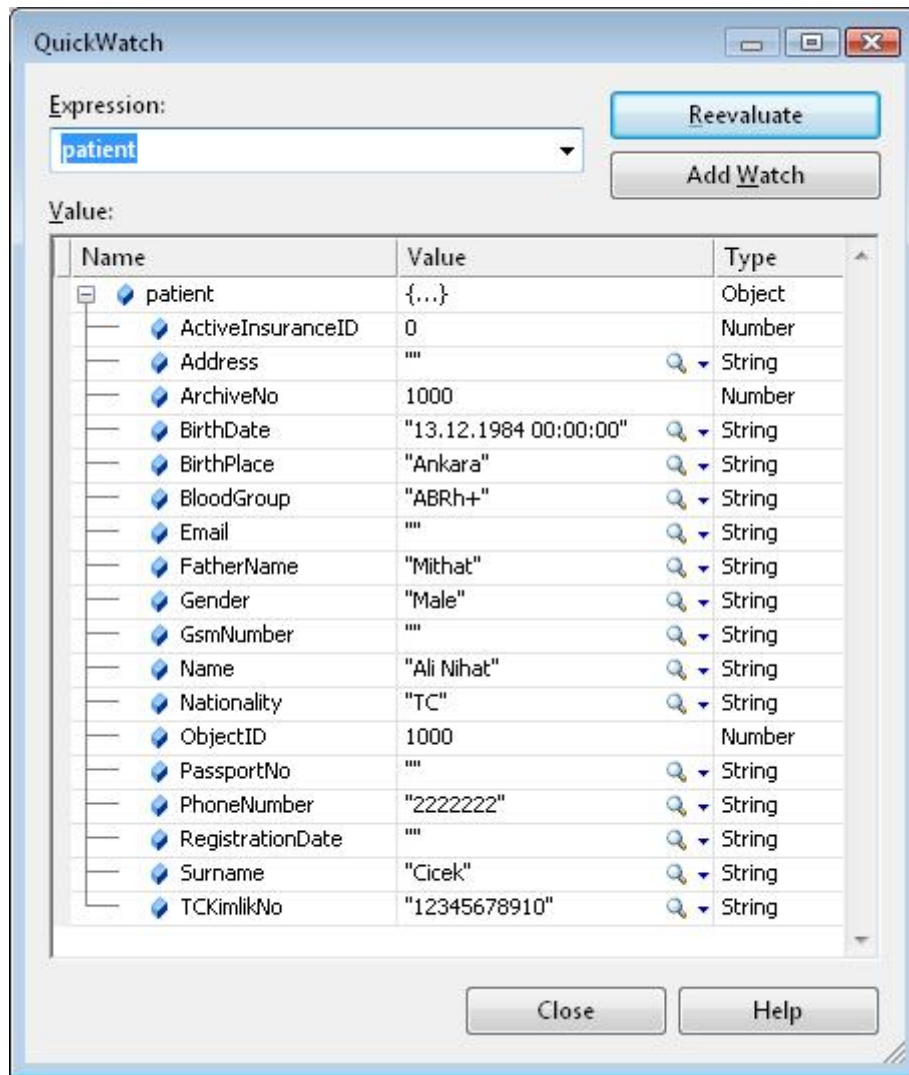 QuickWatch
Expression:
Reevaluate
patient
Add Watch
Value:
Name Value Type
patient {...} Object
ActiveInsuranceID 0 Number
Address "" String
ArchiveNo 1000 Number
BirthDate "13.12.1984 00:00:00" String
BirthPlace "Ankara" String
BloodGroup "ABRh+" String
Email "" String
FatherName "Mithat" String
Gender "Male" String
GsmNumber "" String
Name "Ali Nihat" String
Nationality "TC" String
ObjectID 1000 Number
PassportNo "" String
PhoneNumber "2222222" String
RegistrationDate "" String
Surname "Cicek" String
TCKimlikNo "12345678910" String
Close Help